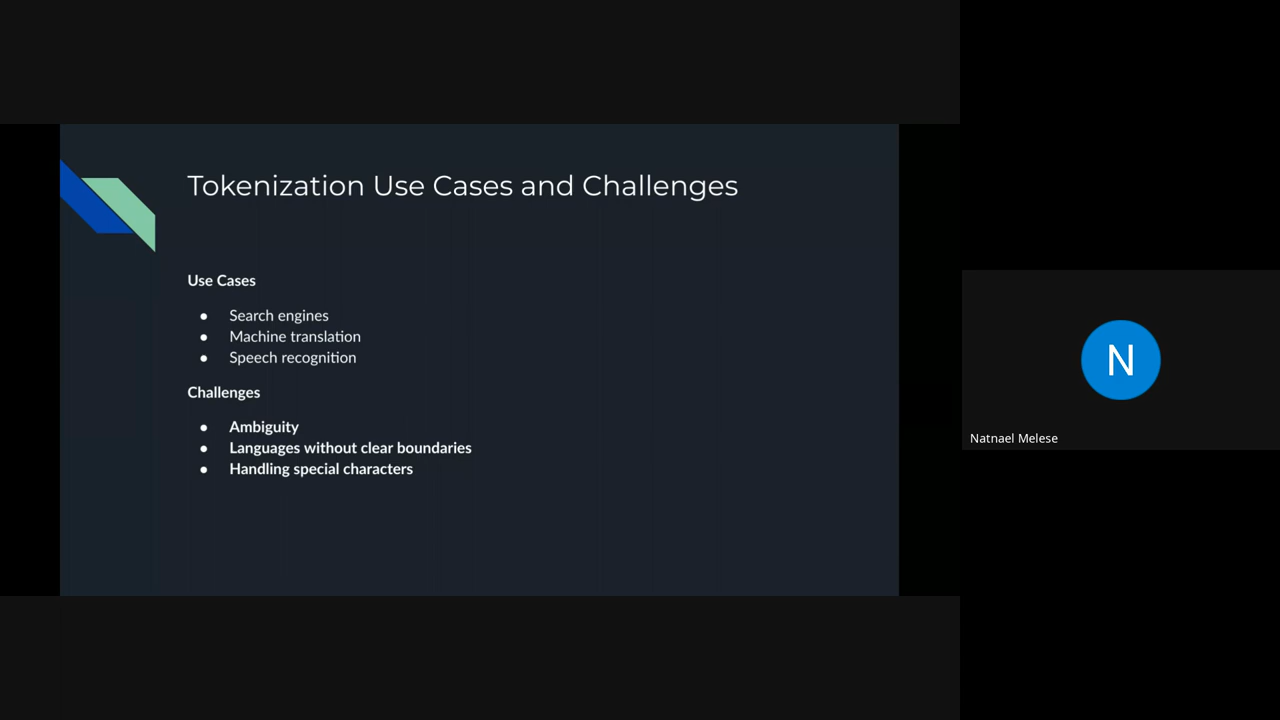 Tokenization Use Cases and Challenges
Use Cases
● Search engines
● Machine translation
● Speech recognition
Challenges
● Ambiguity
● Languages without clear boundaries
● Handling special characters
N
Natnael Melese